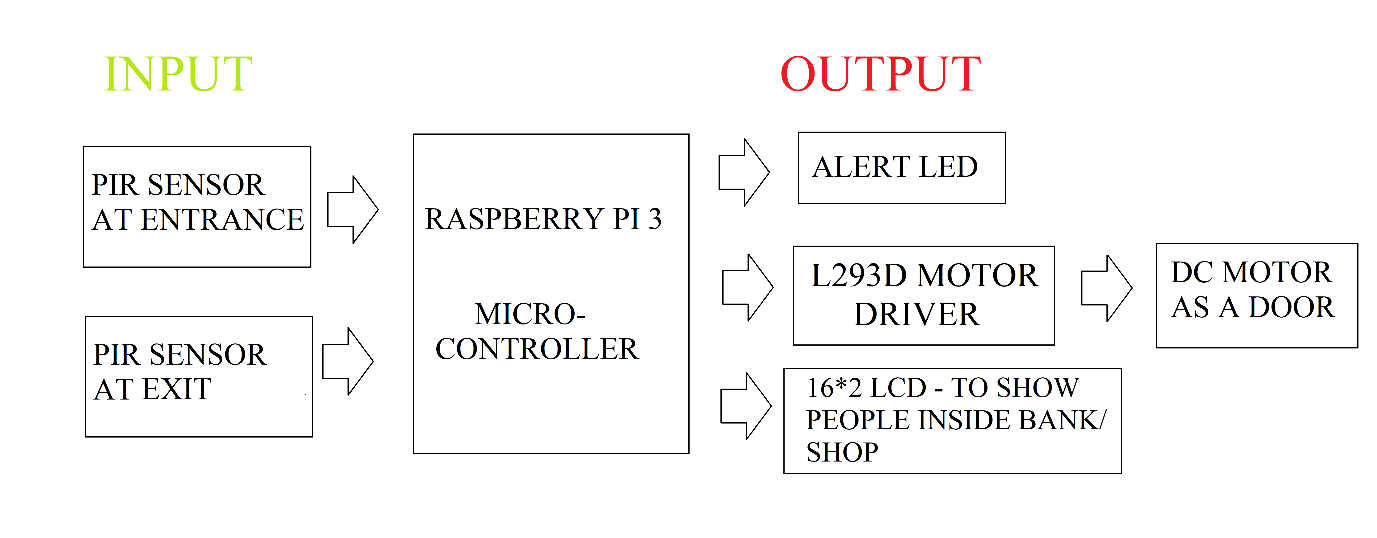 INPUT
OUTPUT
PIR SENSOR
AT ENTRANCE
PIR SENSOR
AT EXIT
RASPBERRY PI 3
MICRO-
CONTROLLER
ALERT LED
L293D MOTOR
DRIVER
DC MOTOR
AS A DOOR
16*2 LCD - TO SHOW
PEOPLE INSIDE BANK/
SHOP